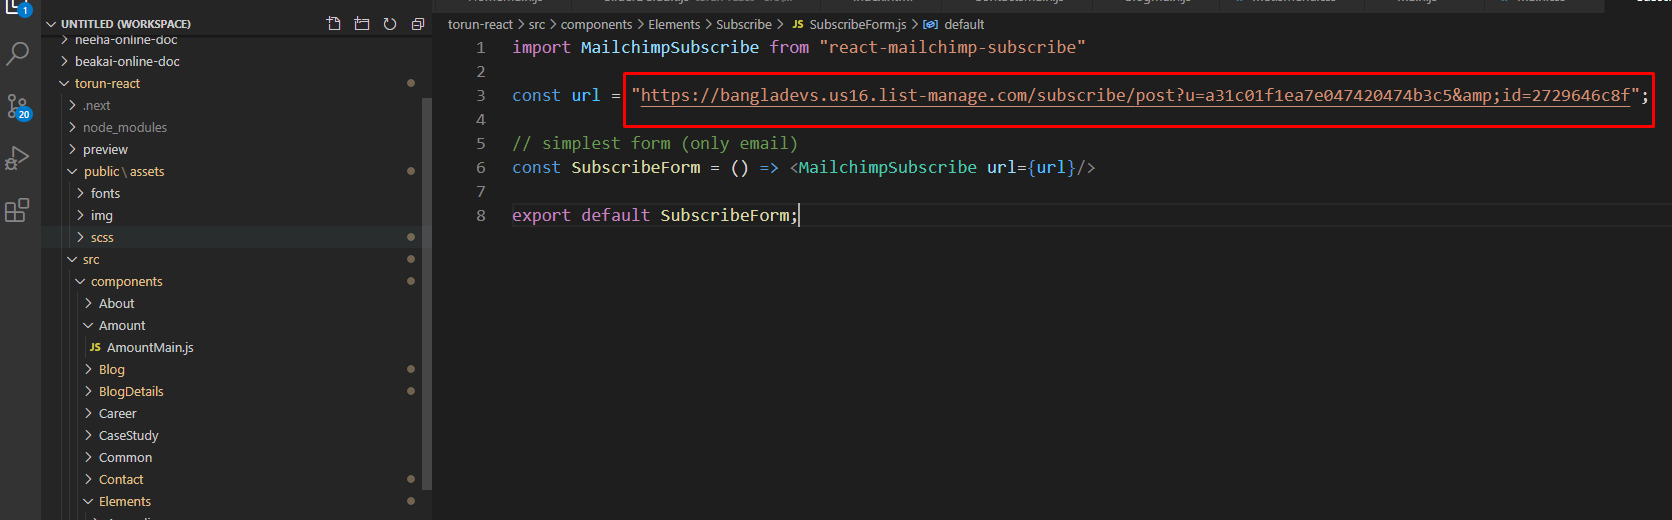 1
UNTITLED (WORKSPACE)
neeha-online-doc
beakai-online-doc
torun-react
.next
node_modules
preview
public \ assets
fonts
img
scss
src
components
About
Amount
JS AmountMain.js
Blog
BlogDetails
Career
CaseStudy
Common
Contact
Elements
20
torun-react > src > components > Elements > Subscribe > JS SubscribeForm.js > default
1 import MailchimpSubscribe from "react-mailchimp-subscribe"
2
3 const url = "https://bangladevs.us16.list-manage.com/subscribe/post?u=a31c01f1ea7e047420474b3c5&amp;id=2729646c8f";
4
5 // simplest form (only email)
6 const SubscribeForm = () => <MailchimpSubscribe url={url}/>
7
8 export default SubscribeForm;